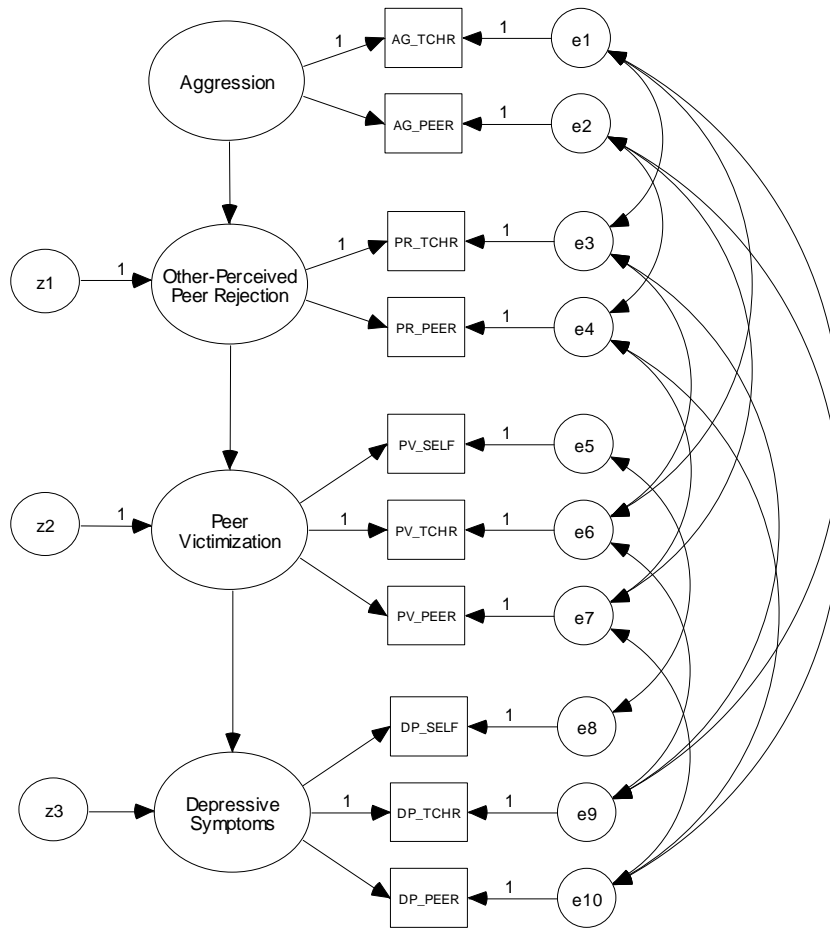 1
AG_TCHR
1
e1
Aggression
AG_PEER
1
e2
1
PR_TCHR
1
e3
z1
1
Other-Perceived
Peer Rejection
PR_PEER
1
e4
PV_SELF
1
e5
z2
1
Peer
Victimization
1
PV_TCHR
1
e6
PV_PEER
1
e7
DP_SELF
1
e8
z3
Depressive
Symptoms
1
DP_TCHR
1
e9
DP_PEER
1
e10